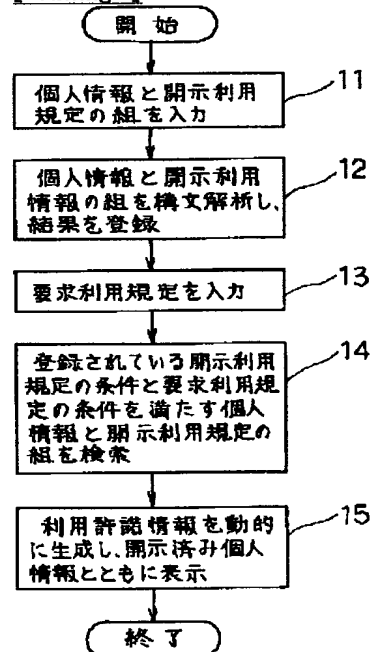 開始
11
個人情報と開示利用
規定の組を入力
12
個人情報と開示利用
情報の組を構文解析し、
結果を登録
13
要求利用規定を入力
14
登録されている開示利用
規定の条件と要求利用規
定の条件を満たす個人
情報と開示利用規定の
組を検索
15
利用許諾情報を動的
に生成し、開示済み個人
情報とともに表示
終了